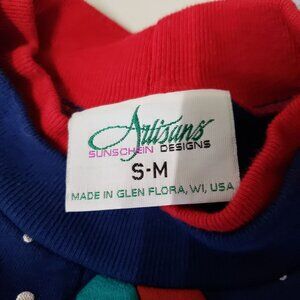 Artisans
SUNSCHEIN DESIGNS
S-M
MADE IN GLEN FLORA, WI, USA